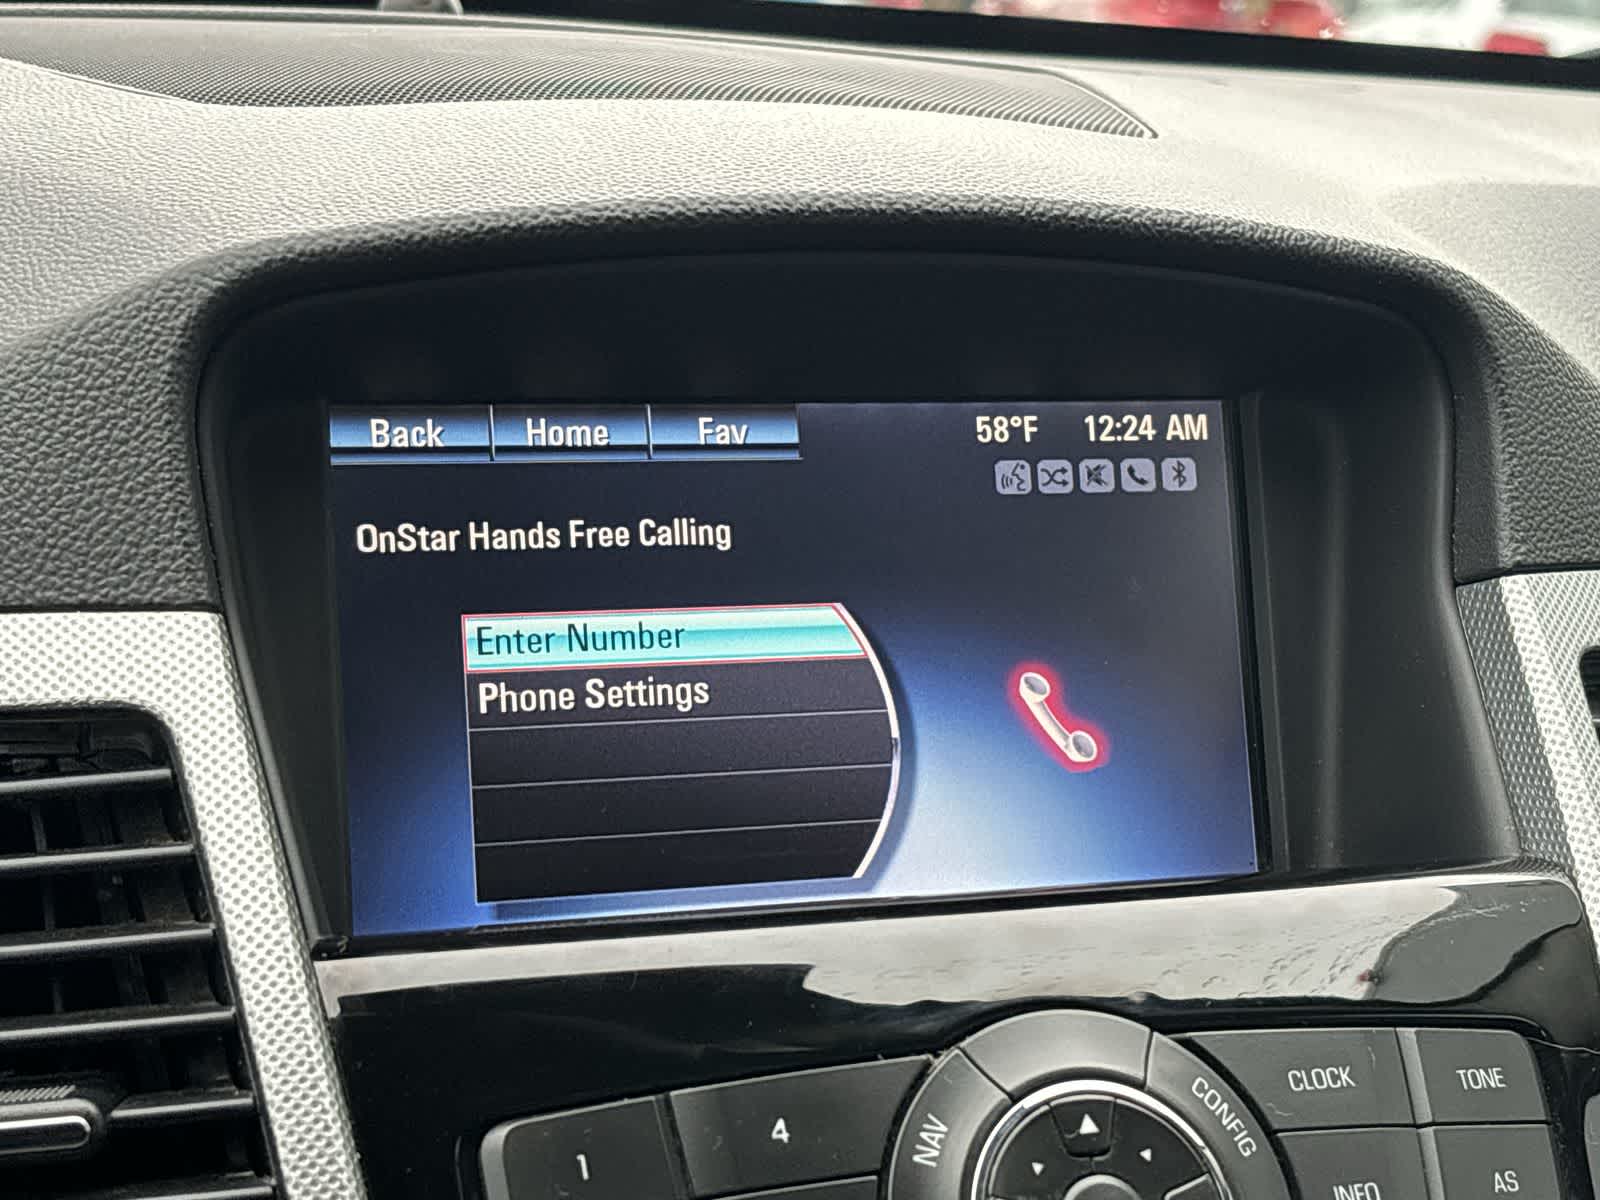 Back Home Fav 58°F 12:24 AM
OnStar Hands Free Calling
Enter Number
Phone Settings
NAV
CONFIG
CLOCK
TONE
1
4
INFO
AS